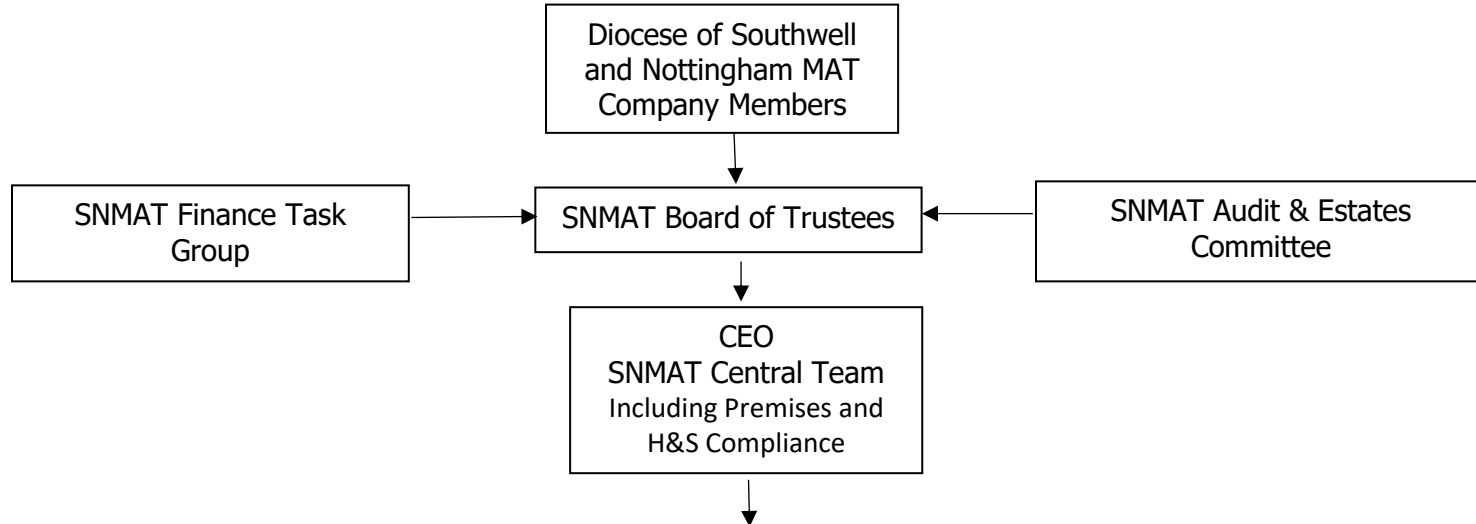 Diocese of Southwell
and Nottingham MAT
Company Members
SNMAT Finance Task
Group
SNMAT Board of Trustees
SNMAT Audit & Estates
Committee
CEO
SNMAT Central Team
Including Premises and
H&S Compliance